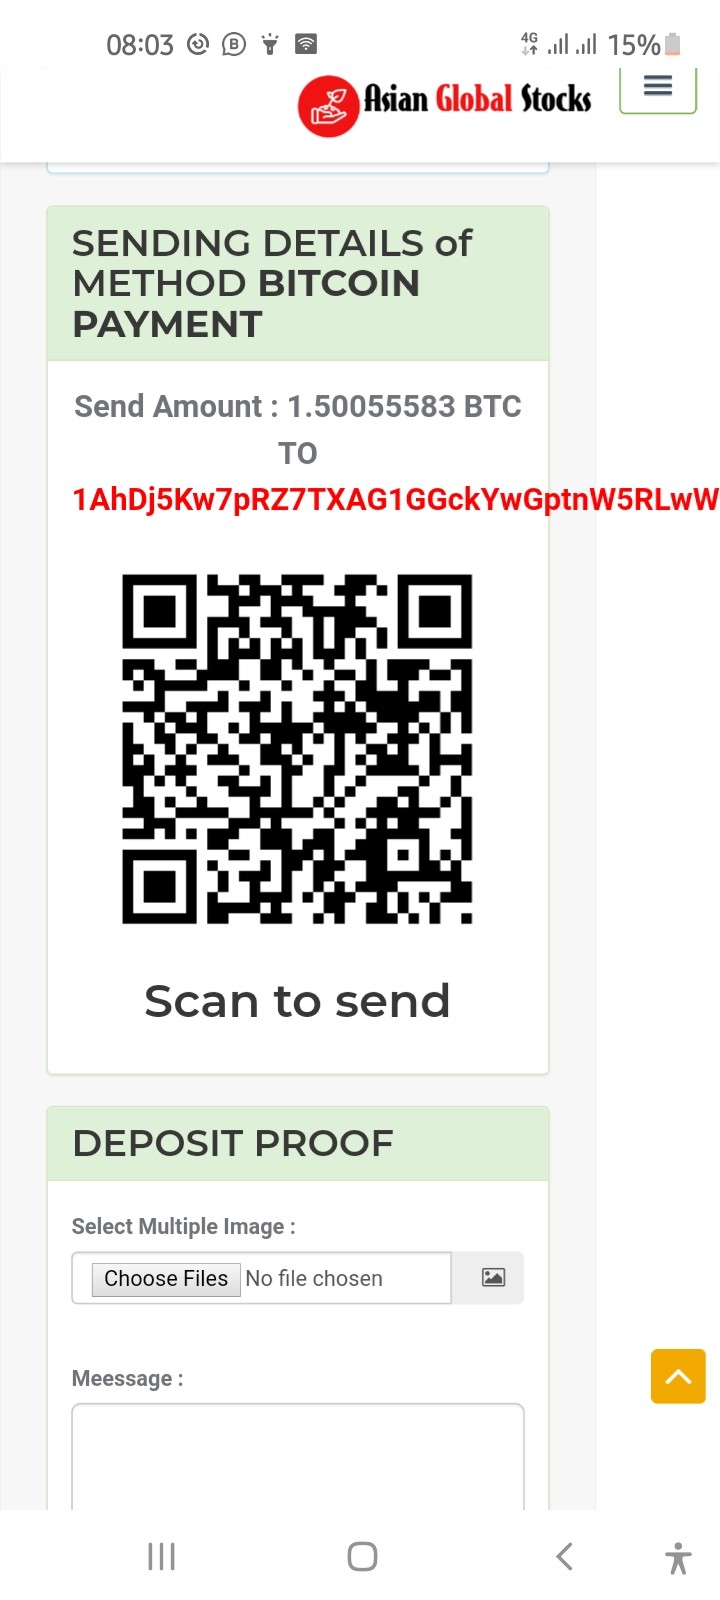 08:03
4G
15%
Asian Global Stocks
SENDING DETAILS of
METHOD BITCOIN
PAYMENT
Send Amount : 1.50055583 BTC
TO
1AhDj5Kw7pRZ7TXAG1GGckYwGptnW5RLwW
Scan to send
DEPOSIT PROOF
Select Multiple Image :
Choose Files No file chosen
Meessage :